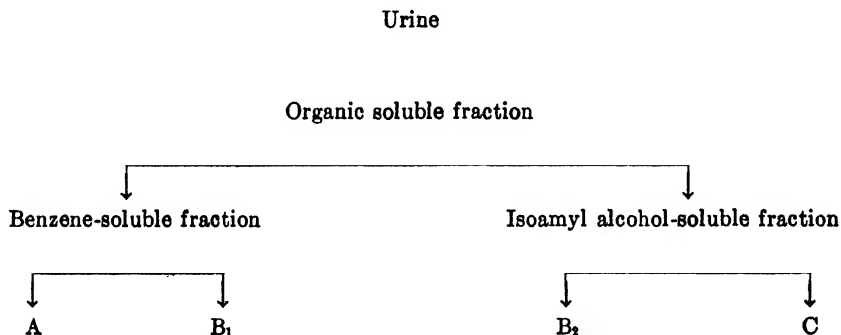 Urine
Organic soluble fraction
Benzene-soluble fraction Isoamyl alcohol-soluble fraction
A B₁ B₂ C